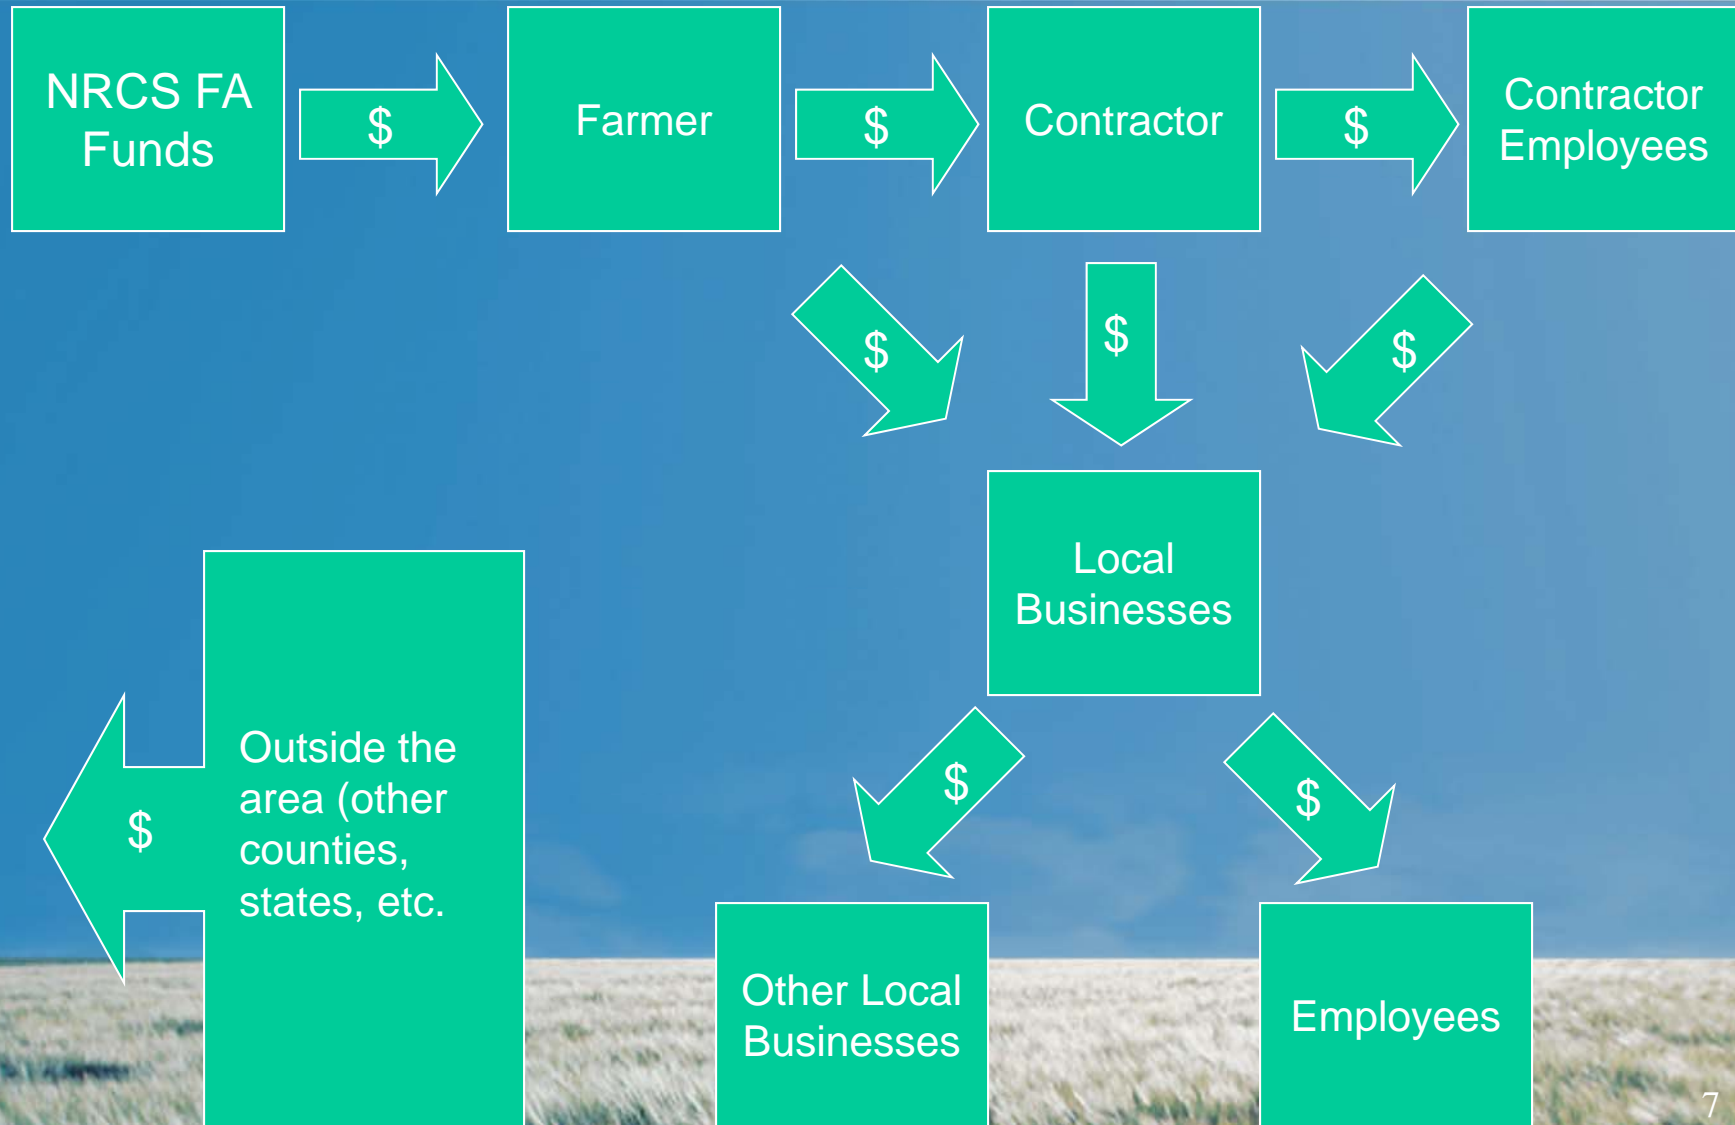 NRCS FA
Funds
$
Farmer
$
Contractor
$
Contractor
Employees
$
$
$
Local
Businesses
$
$
$
Outside the
area (other
counties,
states, etc.
Other Local
Businesses
Employees
7